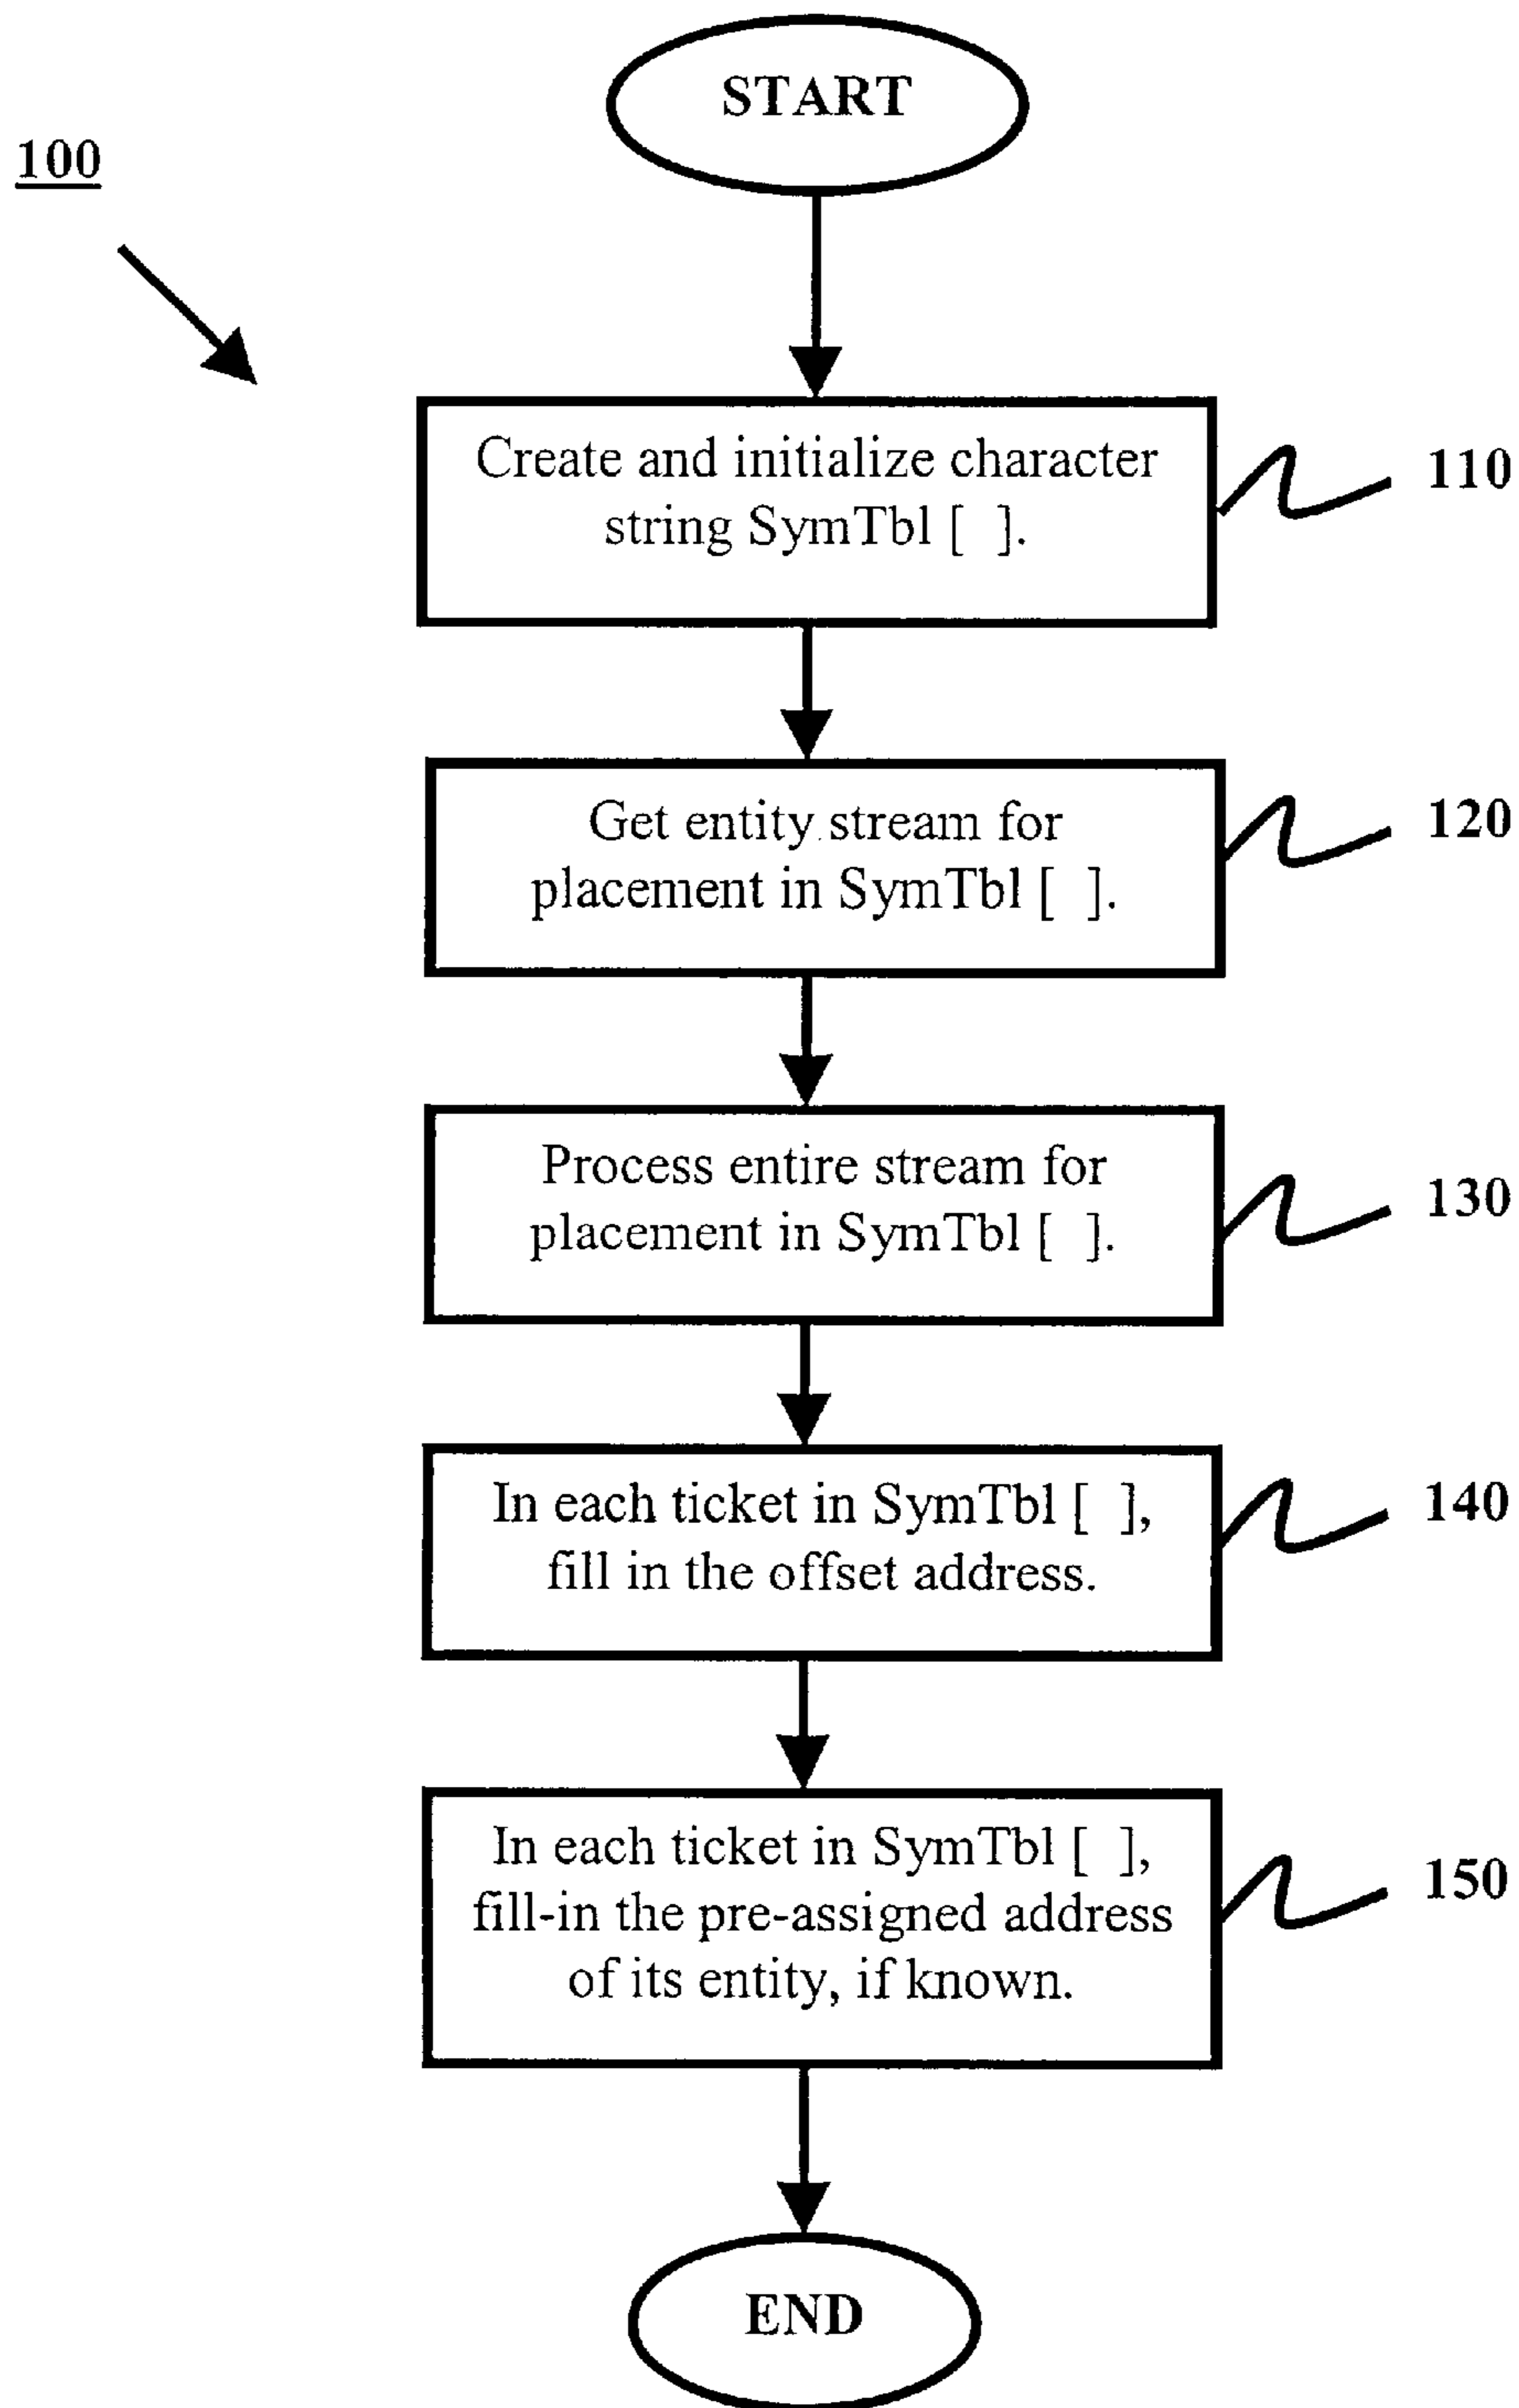 START
100
Create and initialize character
string SymTbl [ ].
110
Get entity stream for
placement in SymTbl [ ].
120
Process entire stream for
placement in SymTbl [ ].
130
In each ticket in SymTbl [ ],
fill in the offset address.
140
In each ticket in SymTbl [ ],
fill-in the pre-assigned address
of its entity, if known.
150
END